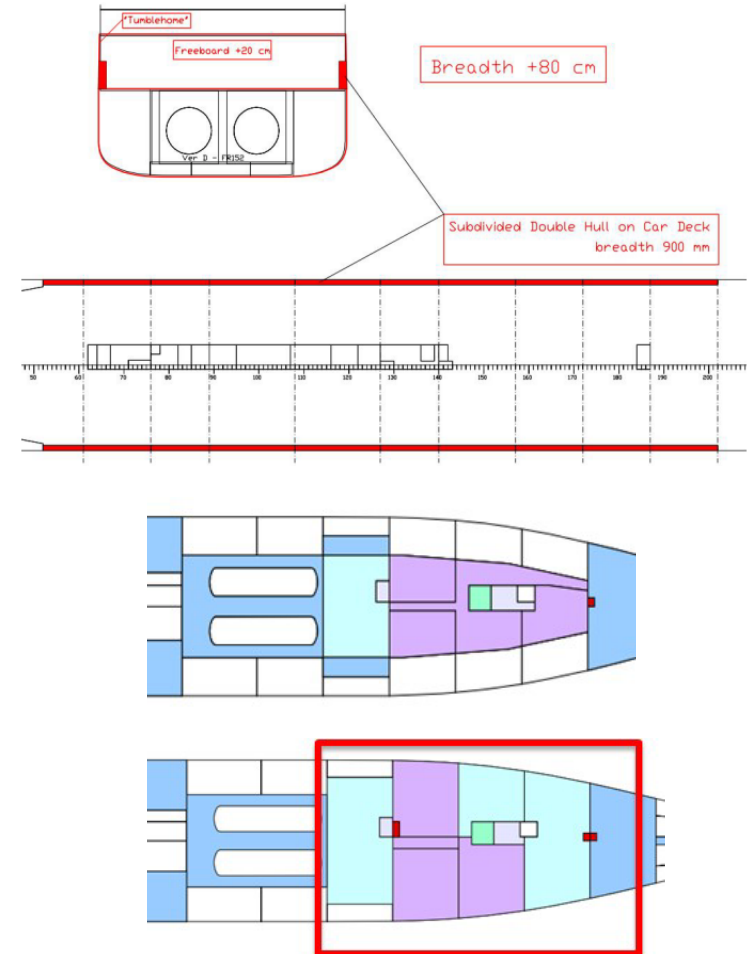 "Tumblehome"
Freeboard +20 cm
Breadth +80 cm
Ver D - FR152
Subdivided Double Hull on Car Deck
breadth 900 mm
50 60 70 80 90 100 110 120 130 140 150 160 170 180 190 200